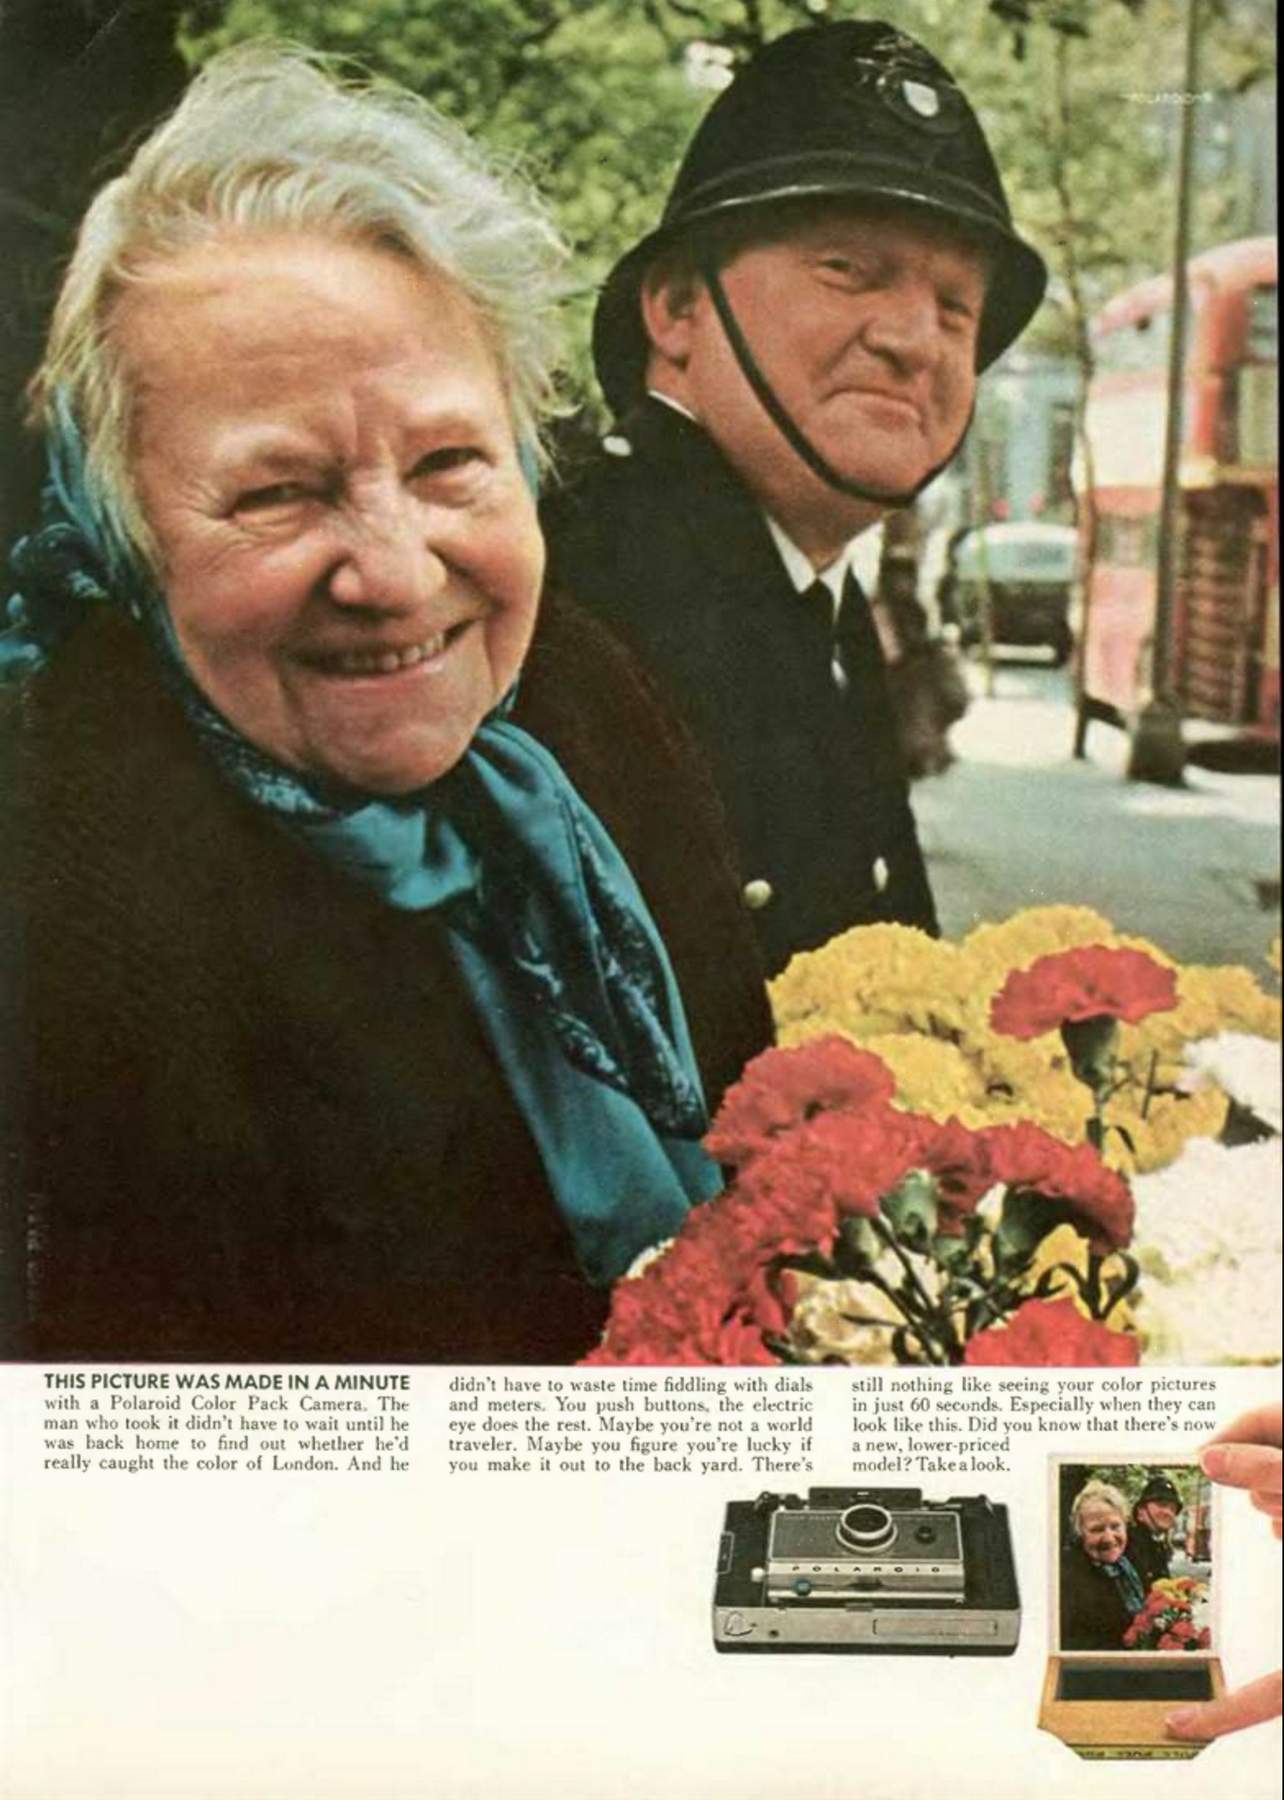 "POLAROID"®
THIS PICTURE WAS MADE IN A MINUTE
with a Polaroid Color Pack Camera. The
man who took it didn't have to wait until he
was back home to find out whether he'd
really caught the color of London. And he
didn't have to waste time fiddling with dials
and meters. You push buttons, the electric
eye does the rest. Maybe you're not a world
traveler. Maybe you figure you're lucky if
you make it out to the back yard. There's
still nothing like seeing your color pictures
in just 60 seconds. Especially when they can
look like this. Did you know that there's now
a new, lower-priced
model? Take a look.
POLAROID